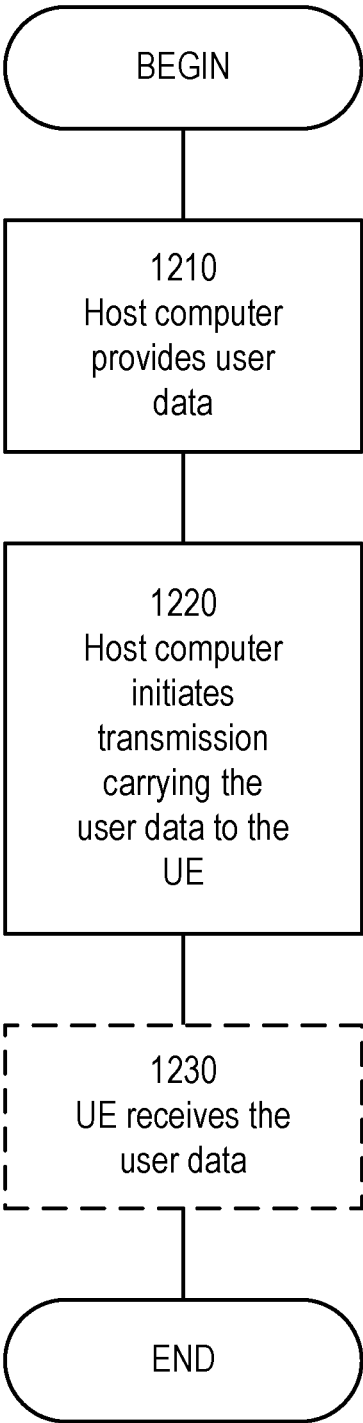 BEGIN
1210
Host computer
provides user
data
1220
Host computer
initiates
transmission
carrying the
user data to the
UE
1230
UE receives the
user data
END